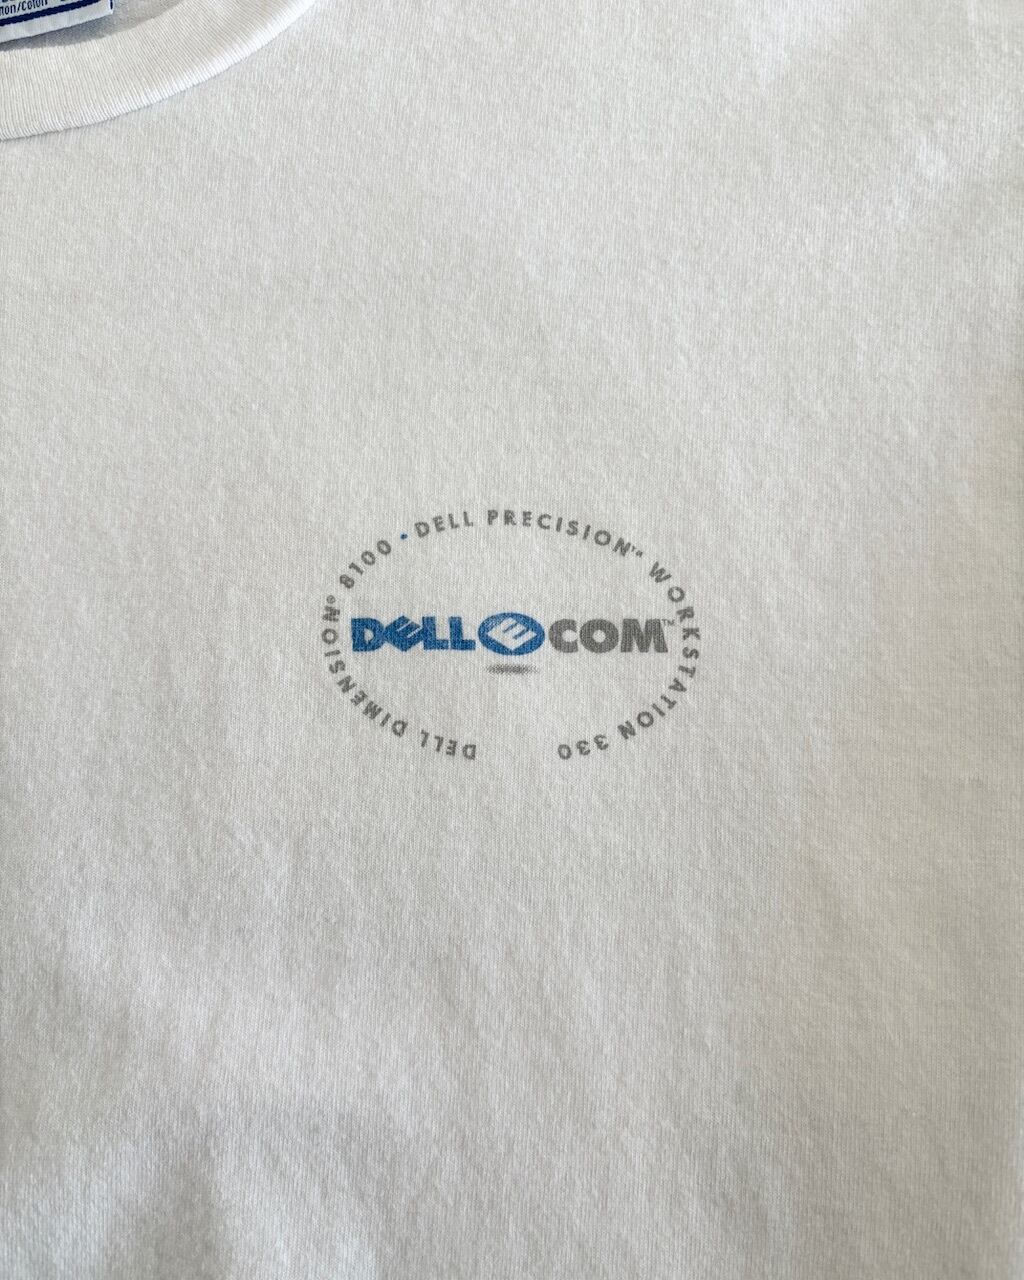 DELL DIMENSION® 8100 • DELL PRECISION™ WORKSTATION 330
DELL E COM™